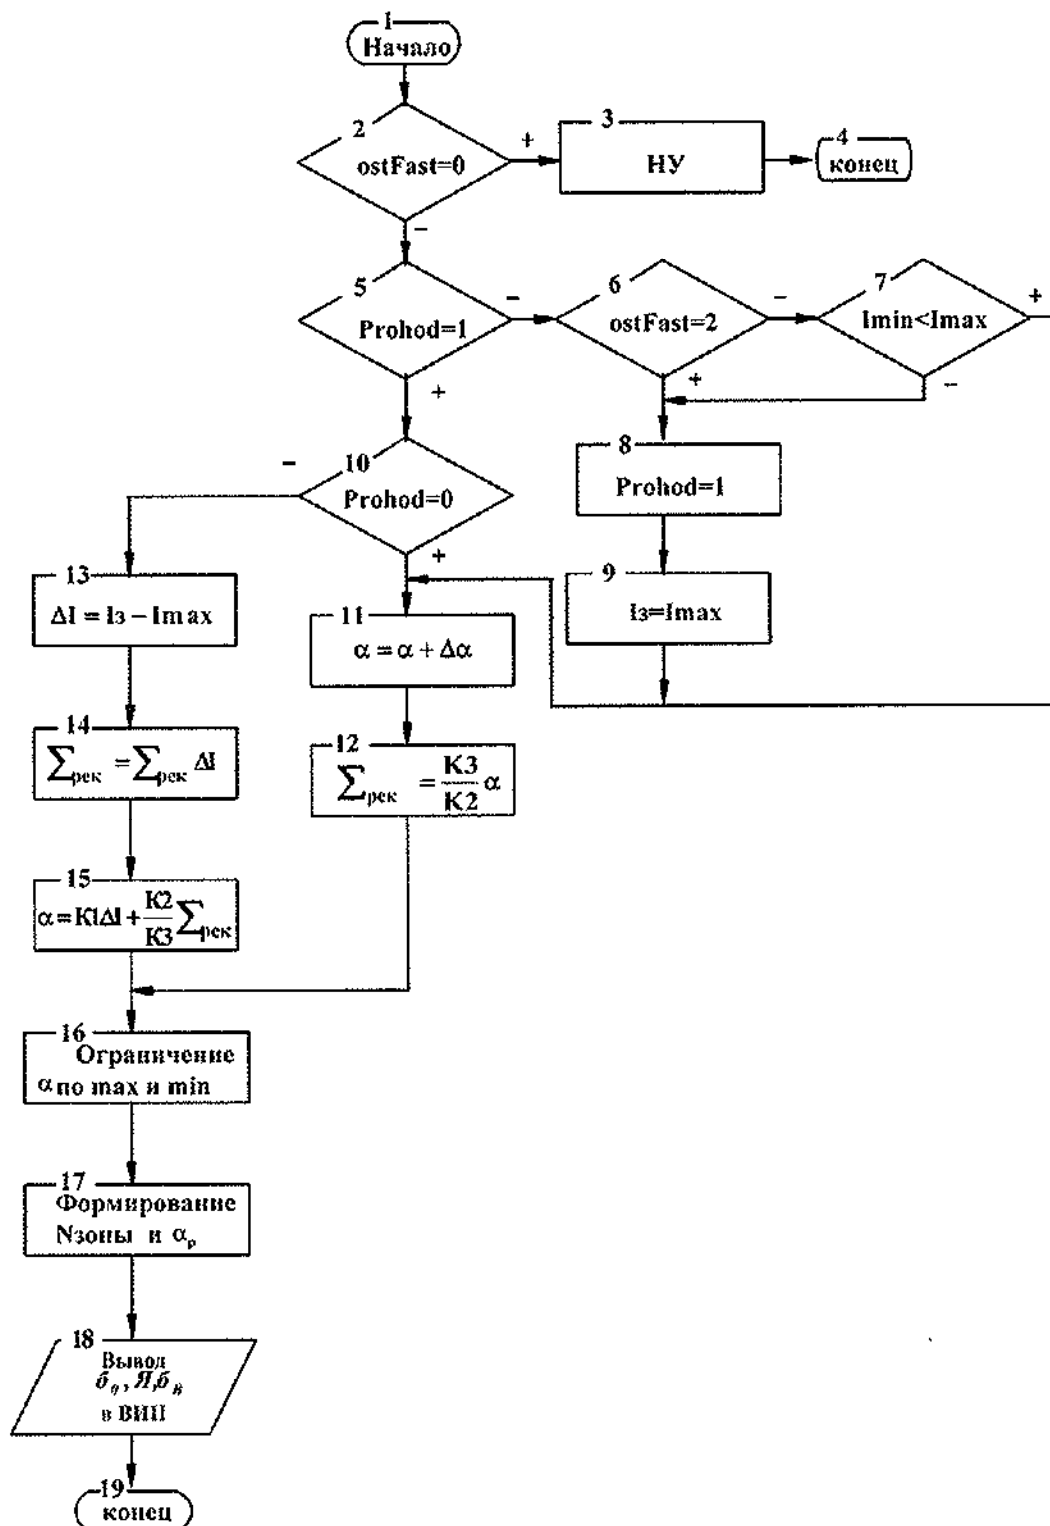 1
Начало
2
ostFast=0
+
3
НУ
4
конец
–
5
Prohod=1
–
6
ostFast=2
–
7
Imin<Imax
+
+
+
–
8
Prohod=1
10
Prohod=0
–
+
9
Iз=Imax
13
ΔI = Iз – Imax
11
α = α + Δα
14
∑рек = ∑рек ΔI
12
∑рек = K3/K2 α
15
α=K1ΔI+K2/K3 ∑рек
16
Ограничение
α по max и min
17
Формирование
Nзоны и αр
18
Вывод
б₀, Я,бв
в ВИП
19
конец